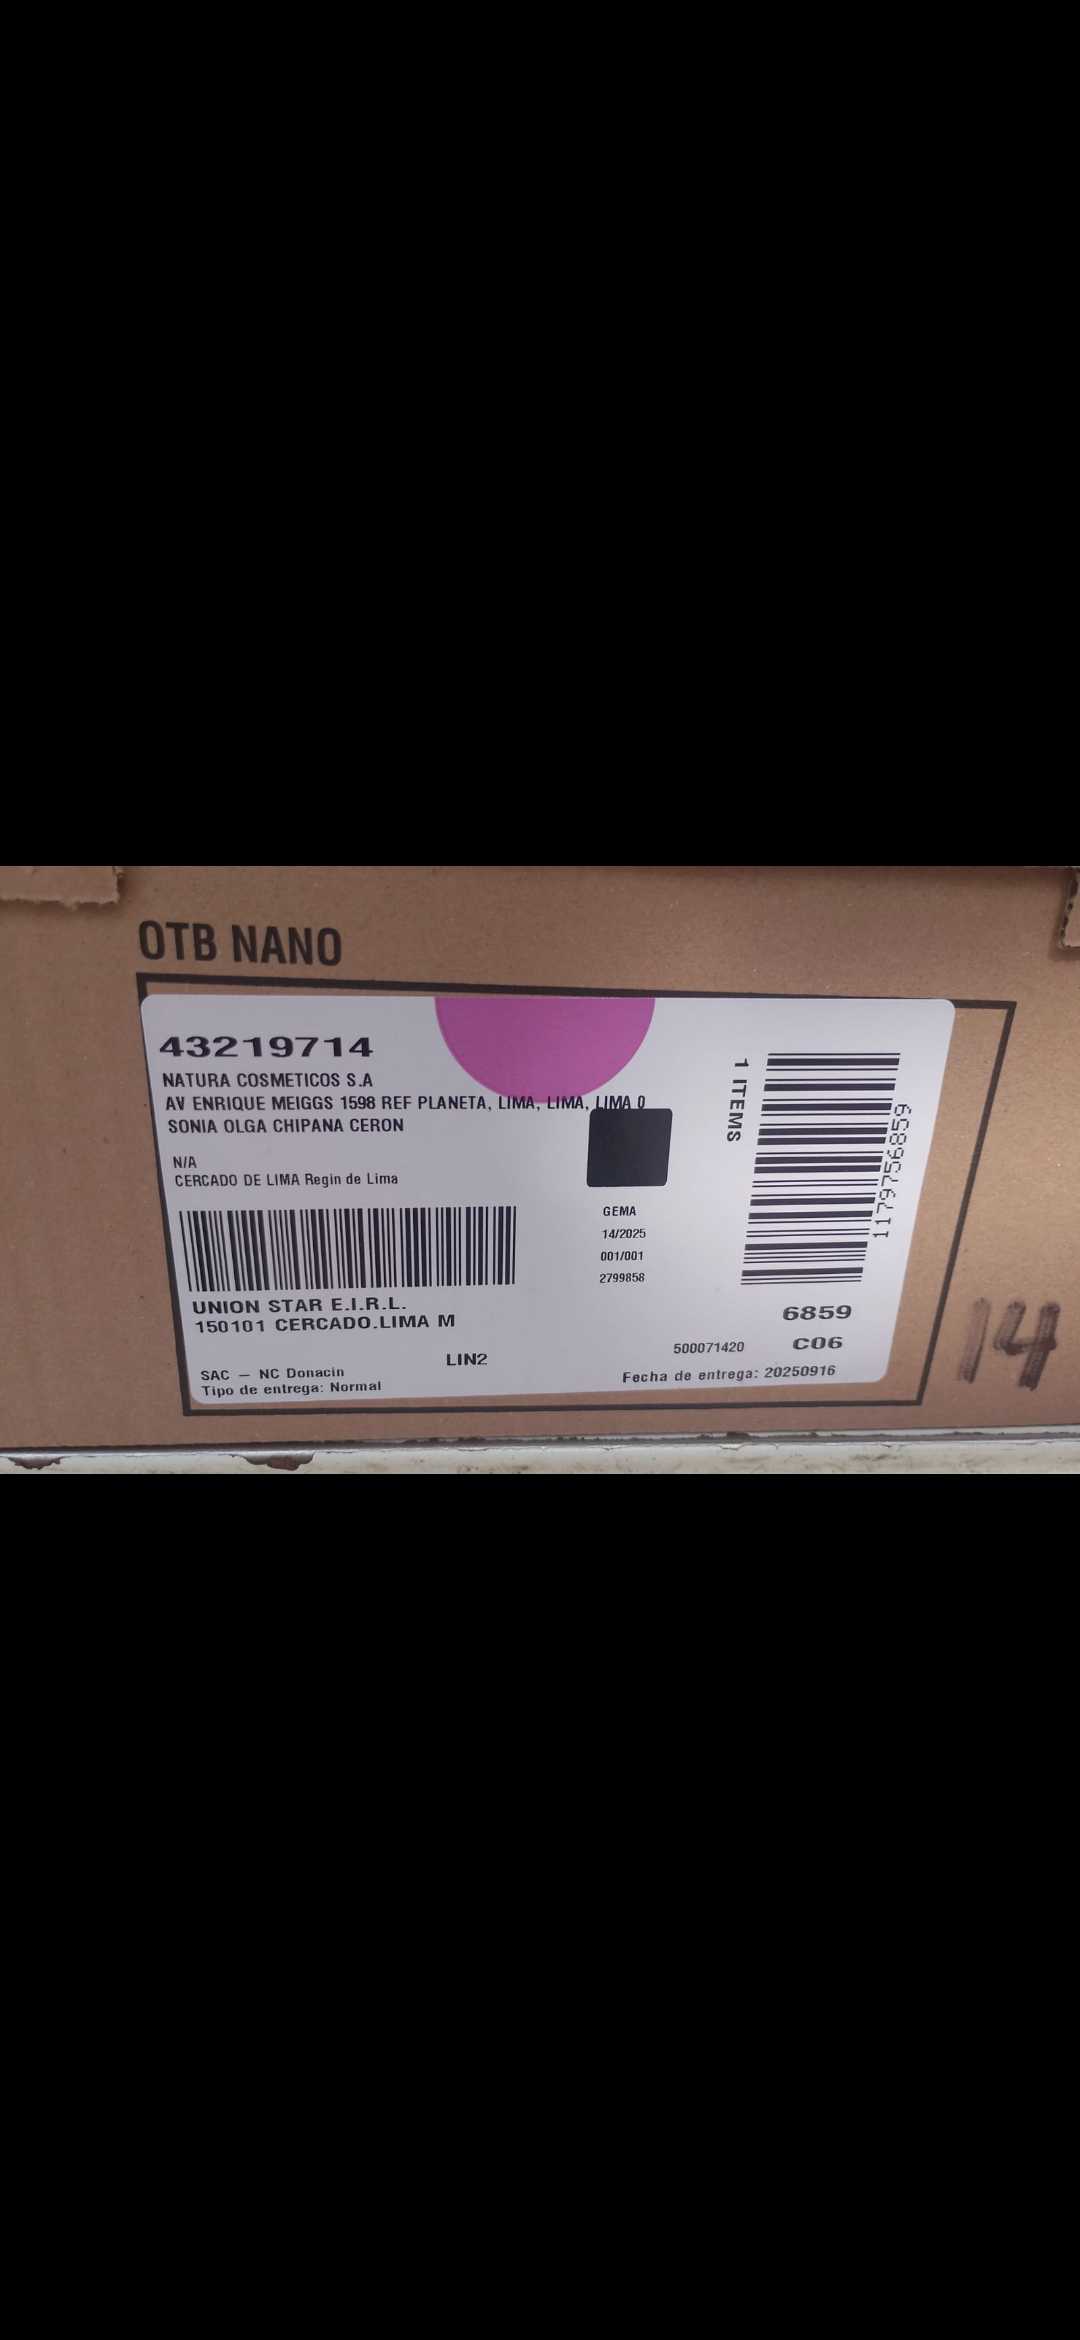 OTB NANO
43219714
NATURA COSMETICOS S.A
AV ENRIQUE MEIGGS 1598 REF PLANETA, LIMA, LIMA, LIMA 0
SONIA OLGA CHIPANA CERON
N/A
CERCADO DE LIMA Regin de Lima
UNION STAR E.I.R.L.
150101 CERCADO.LIMA M
LIN2
SAC – NC Donacin
Tipo de entrega: Normal
GEMA
14/2025
001/001
2799858
1 ITEMS
1179756859
6859
500071420
C06
Fecha de entrega: 20250916
14